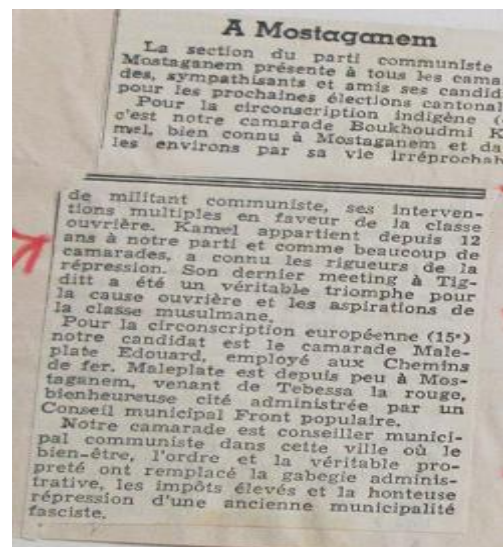 A Mostaganem
La section du parti communiste
Mostaganem présente à tous les cama
des, sympathisants et amis ses candid
pour les prochaines élections cantonal
Pour la circonscription indigène (
c'est notre camarade Boukhoudmi K
mel, bien connu à Mostaganem et da
les environs par sa vie irréprochab
de militant communiste, ses interven-
tions multiples en faveur de la classe
ouvrière. Kamel appartient depuis 12
ans à notre parti et comme beaucoup de
camarades, a connu les rigueurs de la
répression. Son dernier meeting à Tig-
ditt a été un véritable triomphe pour
la cause ouvrière et les aspirations de
la classe musulmane.
Pour la circonscription européenne (15ᵉ)
notre candidat est le camarade Male-
plate Edouard, employé aux Chemins
de fer. Maleplate est depuis peu à Mos-
taganem, venant de Tebessa la rouge,
bienheureuse cité administrée par un
Conseil municipal Front populaire.
Notre camarade est conseiller munici-
pal communiste dans cette ville où le
bien-être, l'ordre et la véritable pro-
preté ont remplacé la gabegie adminis-
trative, les impôts élevés et la honteuse
répression d'une ancienne municipalité
fasciste.